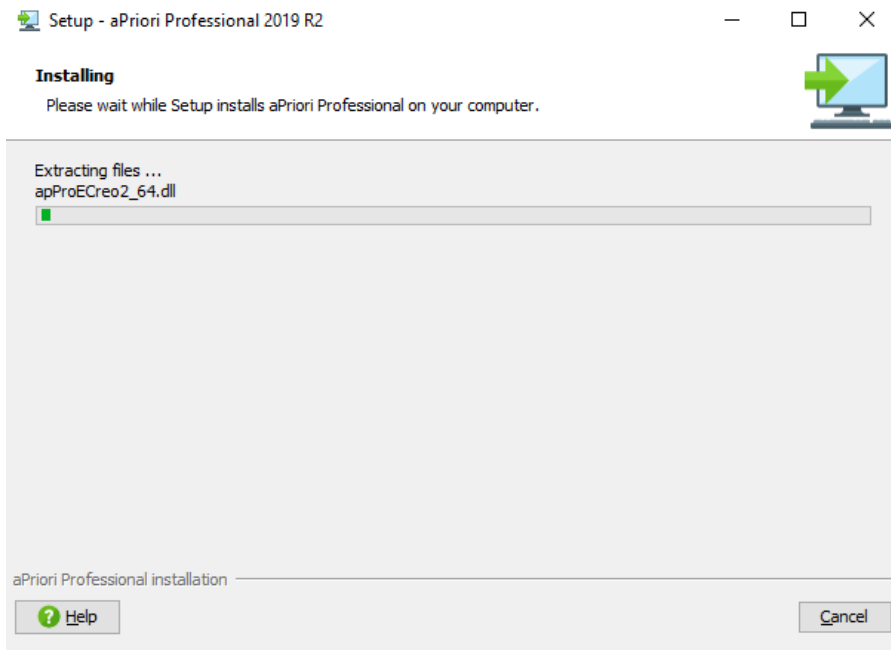 Setup - aPriori Professional 2019 R2
Installing
Please wait while Setup installs aPriori Professional on your computer.
Extracting files ...
apProECreo2_64.dll
aPriori Professional installation
Help
Cancel